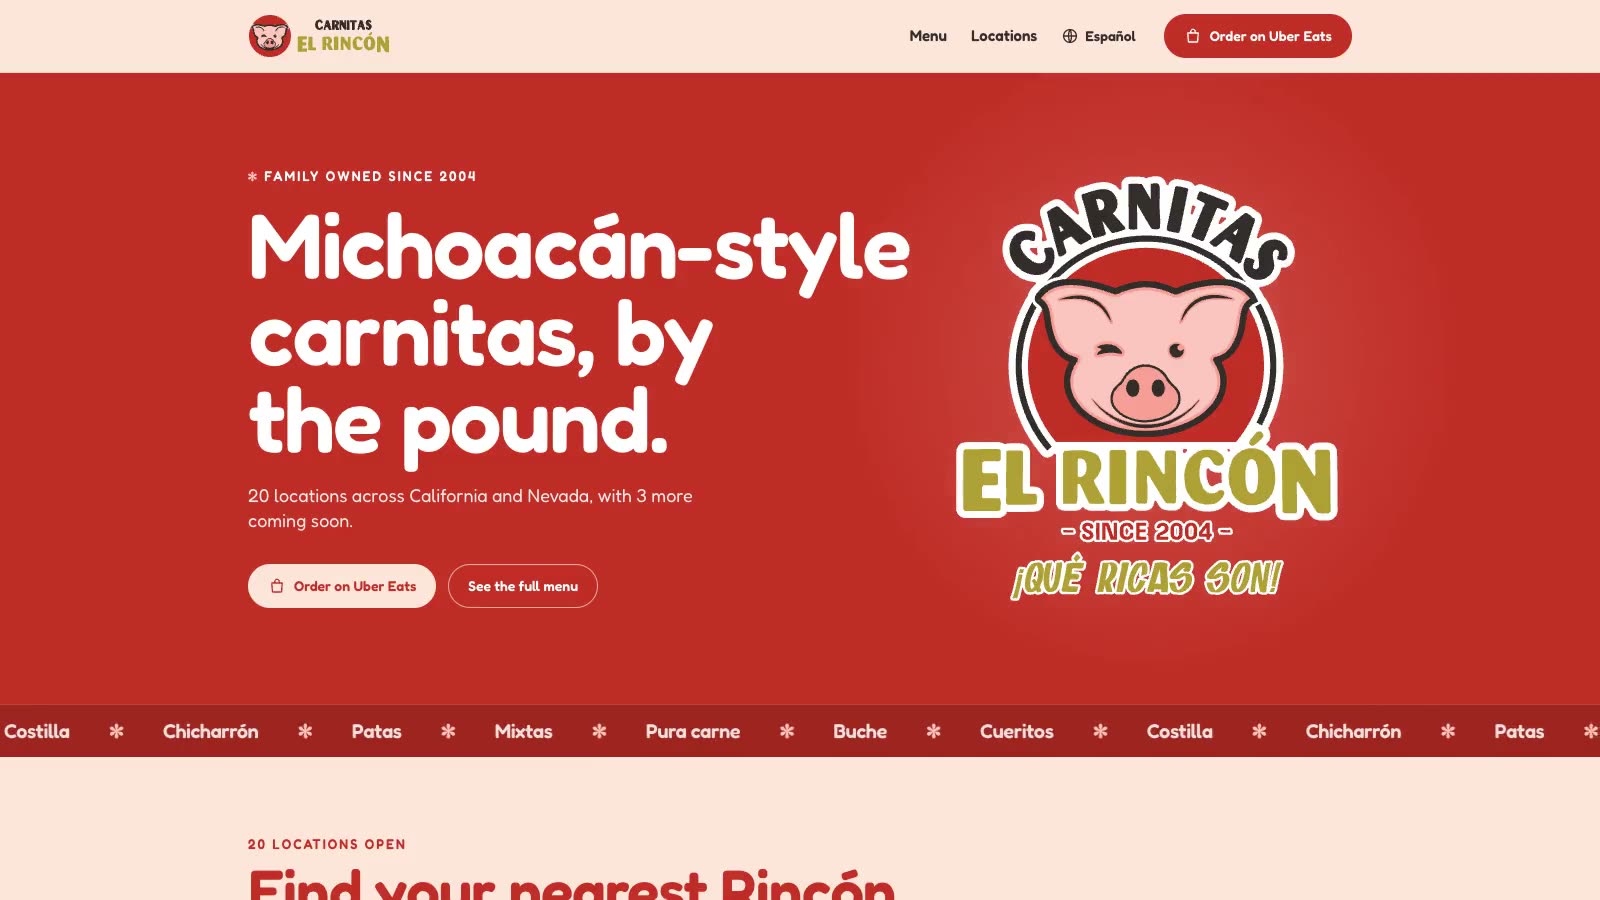 CARNITAS
EL RINCÓN
Menu
Locations
Español
Order on Uber Eats
✻ FAMILY OWNED SINCE 2004
Michoacán-style
carnitas, by
the pound.
20 locations across California and Nevada, with 3 more
coming soon.
Order on Uber Eats
See the full menu
CARNITAS
EL RINCÓN
- SINCE 2004 -
¡QUÉ RICAS SON!
Costilla ✻ Chicharrón ✻ Patas ✻ Mixtas ✻ Pura carne ✻ Buche ✻ Cueritos ✻ Costilla ✻ Chicharrón ✻ Patas ✻
20 LOCATIONS OPEN
Find your nearest Rincón